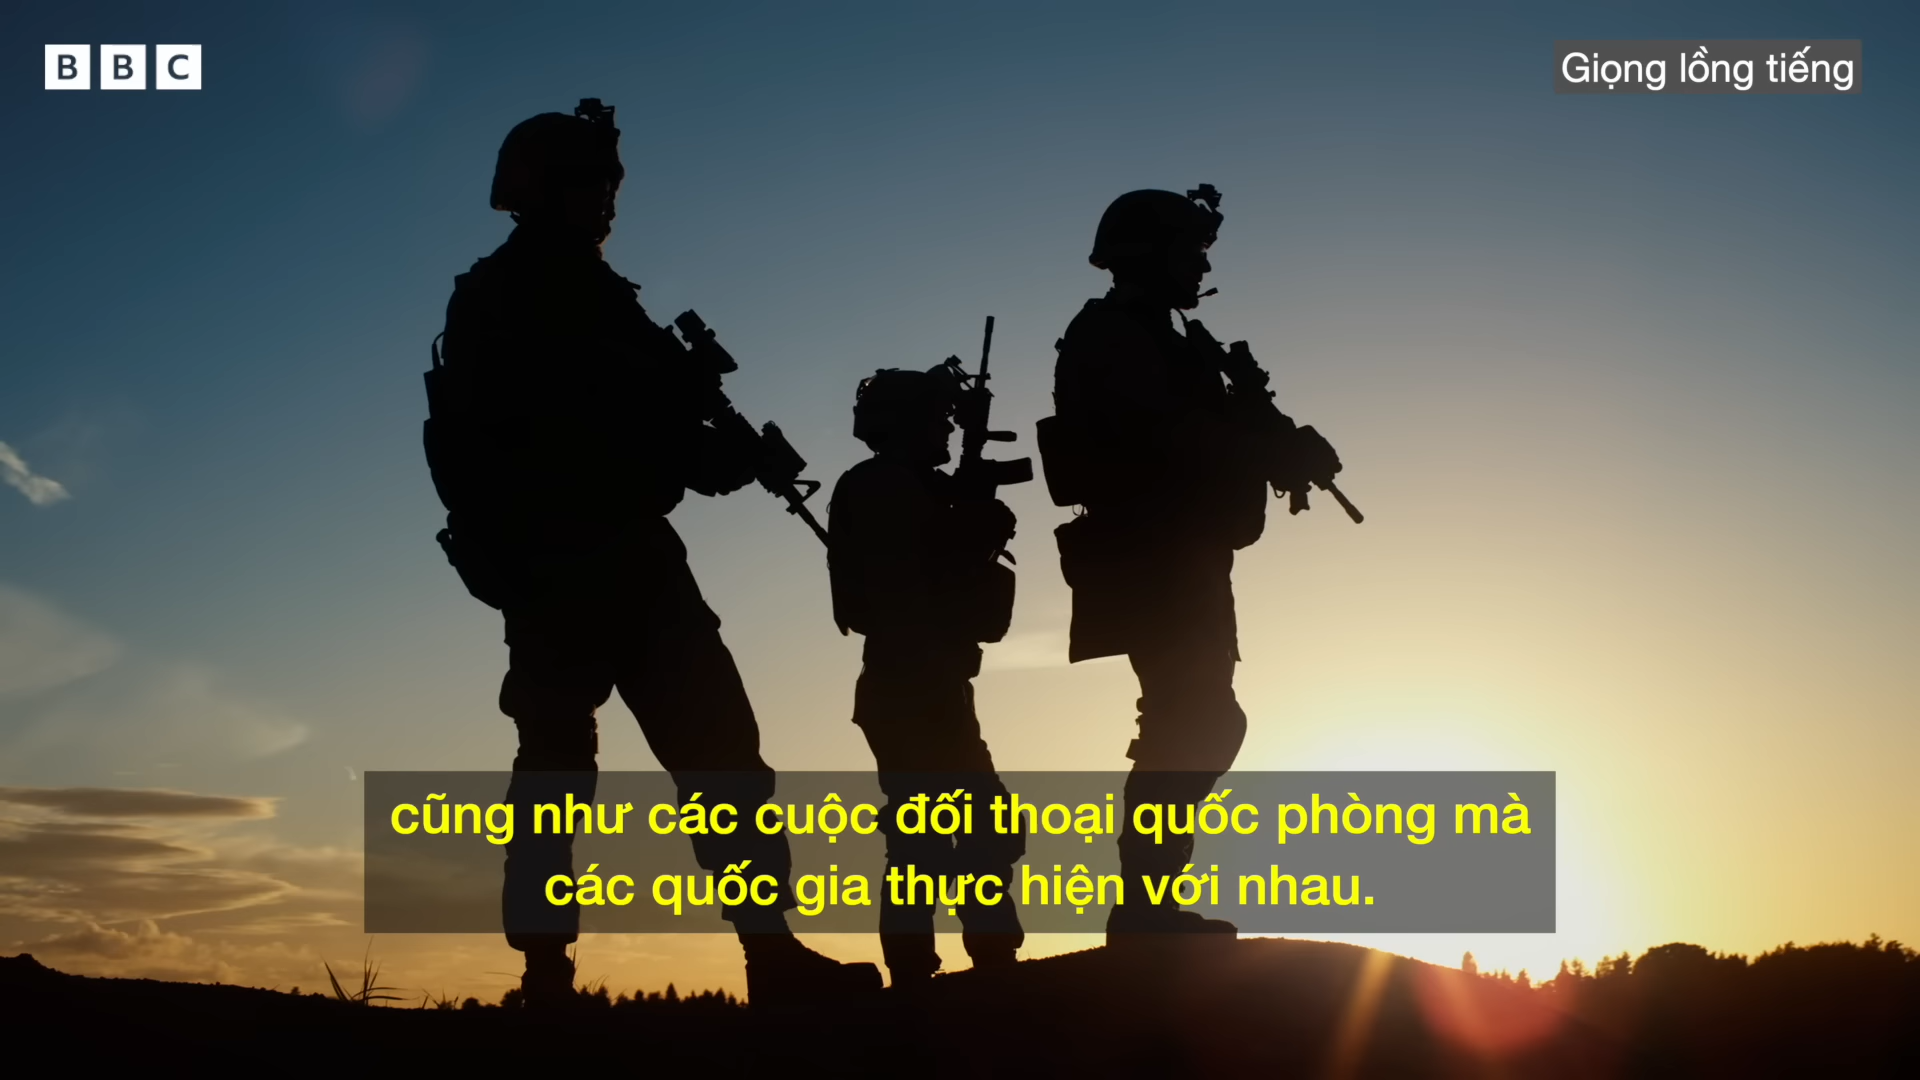 BBC
Giọng lồng tiếng
cũng như các cuộc đối thoại quốc phòng mà
các quốc gia thực hiện với nhau.